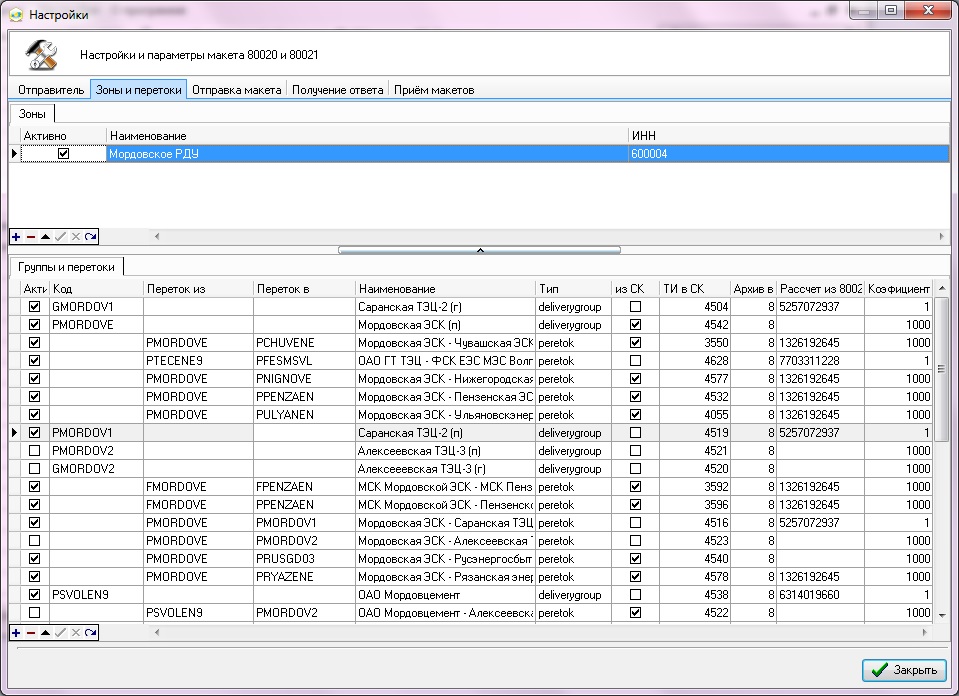 Настройки
Настройки и параметры макета 80020 и 80021
Отправитель Зоны и перетоки Отправка макета Получение ответа Приём макетов
Зоны
Активно Наименование ИНН
Мордовское РДУ 600004
Группы и перетоки
Акти Код Переток из Переток в Наименование Тип из СК ТИ в СК Архив в Рассчет из 8002 Коэфициент
GMORDOV1 Саранская ТЭЦ-2 (г) deliverygroup 4504 8 5257072937 1
PMORDOVE Мордовская ЭСК (п) deliverygroup 4542 8 1000
PMORDOVE PCHUVENE Мордовская ЭСК - Чувашская ЭСК peretok 3550 8 1326192645 1000
PTECENE9 PFESMSVL ОАО ГТ ТЭЦ - ФСК ЕЭС МЭС Волг peretok 4628 8 7703311228 1
PMORDOVE PNIGNOVE Мордовская ЭСК - Нижегородская peretok 4577 8 1326192645 1000
PMORDOVE PPENZAEN Мордовская ЭСК - Пензенская ЭС peretok 4532 8 1326192645 1000
PMORDOVE PULYANEN Мордовская ЭСК - Ульяновскэнер peretok 4055 8 1326192645 1000
PMORDOV1 Саранская ТЭЦ-2 (п) deliverygroup 4519 8 5257072937 1
PMORDOV2 Алексеевская ТЭЦ-3 (п) deliverygroup 4521 8 1000
GMORDOV2 Алексееевская ТЭЦ-3 (г) deliverygroup 4520 8 1000
FMORDOVE FPENZAEN МСК Мордовской ЭСК - МСК Пенз peretok 3592 8 1326192645 1000
FMORDOVE PPENZAEN МСК Мордовской ЭСК - Пензенско peretok 3596 8 1326192645 1000
PMORDOVE PMORDOV1 Мордовская ЭСК - Саранская ТЭЦ peretok 4516 8 5257072937 1
PMORDOVE PMORDOV2 Мордовская ЭСК - Алексеевская peretok 4523 8 1000
PMORDOVE PRUSGD03 Мордовская ЭСК - Русэнергосбыт peretok 4540 8 1000
PMORDOVE PRYAZENE Мордовская ЭСК - Рязанская энер peretok 4578 8 1326192645 1000
PSVOLEN9 ОАО Мордовцемент deliverygroup 4538 8 6314019660 1
PSVOLEN9 PMORDOV2 ОАО Мордовцемент - Алексеевска peretok 4522 8 1000
Закрыть